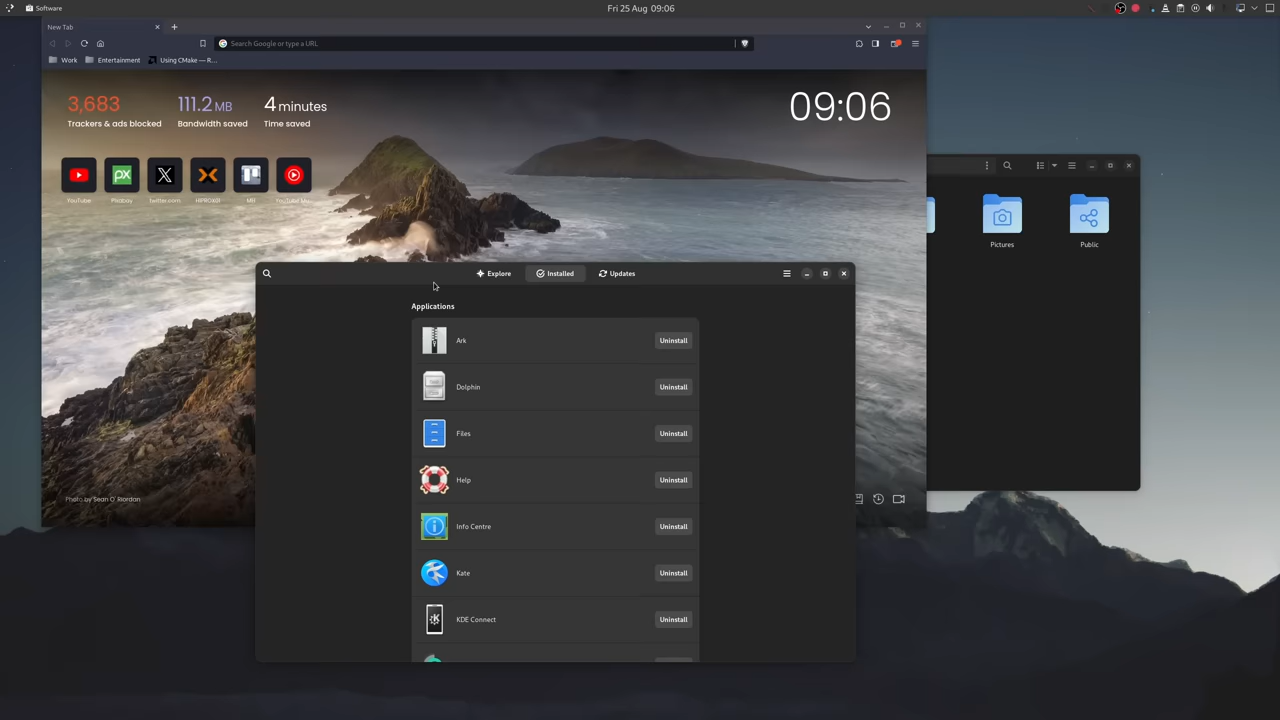 Software
Fri 25 Aug 09:06
New Tab
Search Google or type a URL
Work
Entertainment
Using CMake — R...
3,683
111.2 MB
4 minutes
Trackers & ads blocked
Bandwidth saved
Time saved
09:06
YouTube
Pixabay
twitter.com
YouTube Mu...
Pictures
Public
Explore
Installed
Updates
Applications
Ark
Uninstall
Dolphin
Uninstall
Files
Uninstall
Help
Uninstall
Info Centre
Uninstall
Kate
Uninstall
KDE Connect
Uninstall
Photo by Sean O' Riordan